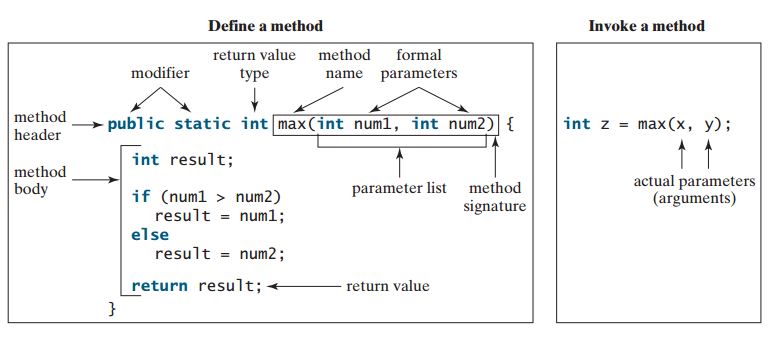 Define a method
Invoke a method
return value type
method name
formal parameters
modifier
method header
public static int max(int num1, int num2) {
method body
int result;
parameter list
method signature
if (num1 > num2)
result = num1;
else
result = num2;
return result;
return value
}
int z = max(x, y);
actual parameters
(arguments)